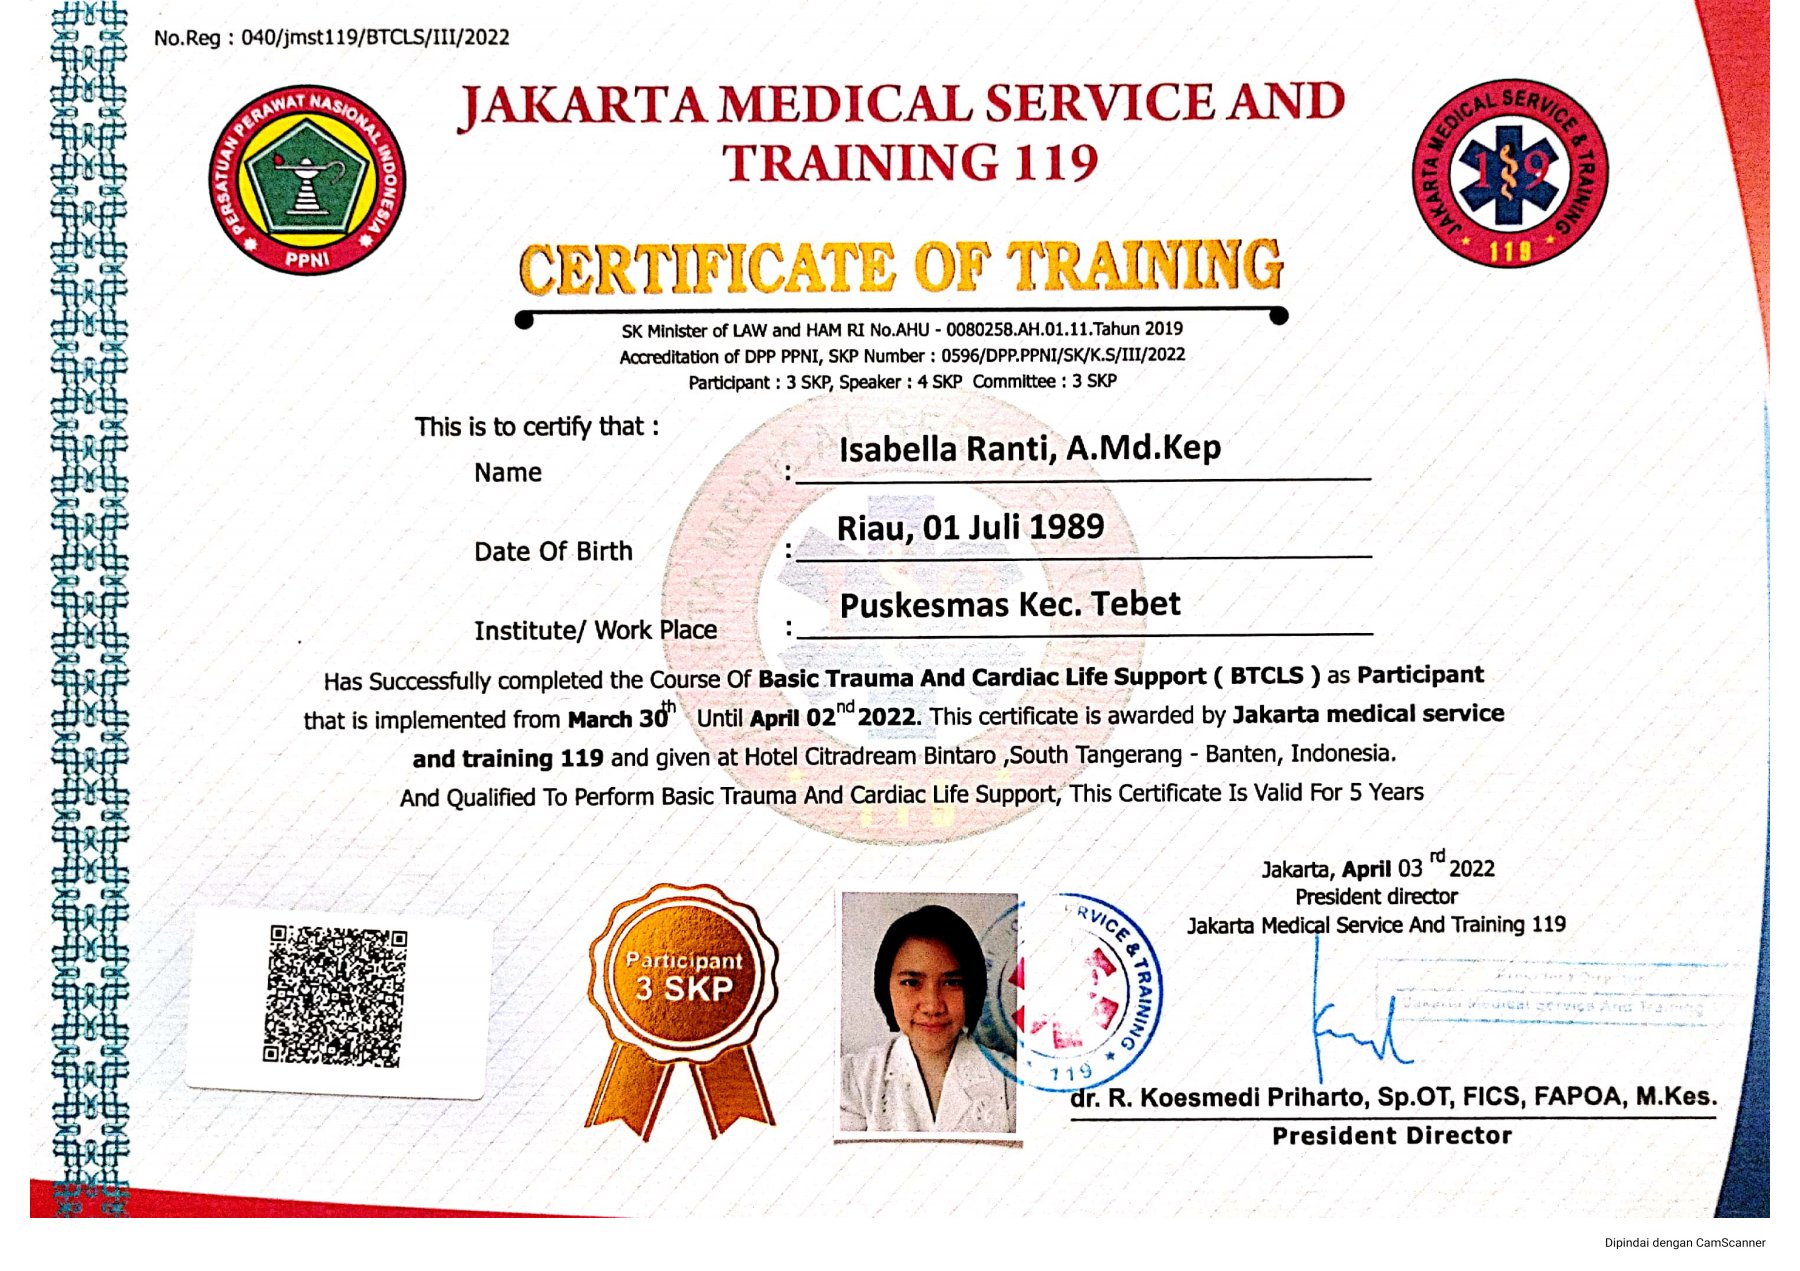 No.Reg : 040/jmst119/BTCLS/III/2022
PERSATUAN PERAWAT NASIONAL INDONESIA
PPNI
JAKARTA MEDICAL SERVICE AND
TRAINING 119
JAKARTA MEDICAL SERVICE & TRAINING
119
119
CERTIFICATE OF TRAINING
SK Minister of LAW and HAM RI No.AHU - 0080258.AH.01.11.Tahun 2019
Accreditation of DPP PPNI, SKP Number : 0596/DPP.PPNI/SK/K.S/III/2022
Participant : 3 SKP, Speaker : 4 SKP Committee : 3 SKP
This is to certify that :
Name : Isabella Ranti, A.Md.Kep
Date Of Birth : Riau, 01 Juli 1989
Institute/ Work Place : Puskesmas Kec. Tebet
Has Successfully completed the Course Of Basic Trauma And Cardiac Life Support ( BTCLS ) as Participant
that is implemented from March 30th Until April 02nd 2022. This certificate is awarded by Jakarta medical service
and training 119 and given at Hotel Citradream Bintaro ,South Tangerang - Banten, Indonesia.
And Qualified To Perform Basic Trauma And Cardiac Life Support, This Certificate Is Valid For 5 Years
Jakarta, April 03 rd 2022
President director
Jakarta Medical Service And Training 119
Participant
3 SKP
RVICE & TRAINING
119
Jakarta Medical Service And Training
dr. R. Koesmedi Priharto, Sp.OT, FICS, FAPOA, M.Kes.
President Director
Dipindai dengan CamScanner